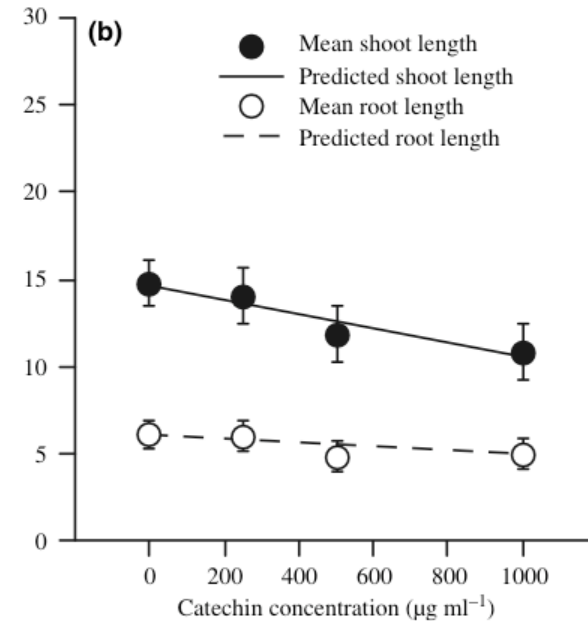 30
(b)
Mean shoot length
Predicted shoot length
Mean root length
Predicted root length
25
20
15
10
5
0
0 200 400 600 800 1000
Catechin concentration (µg ml⁻¹)